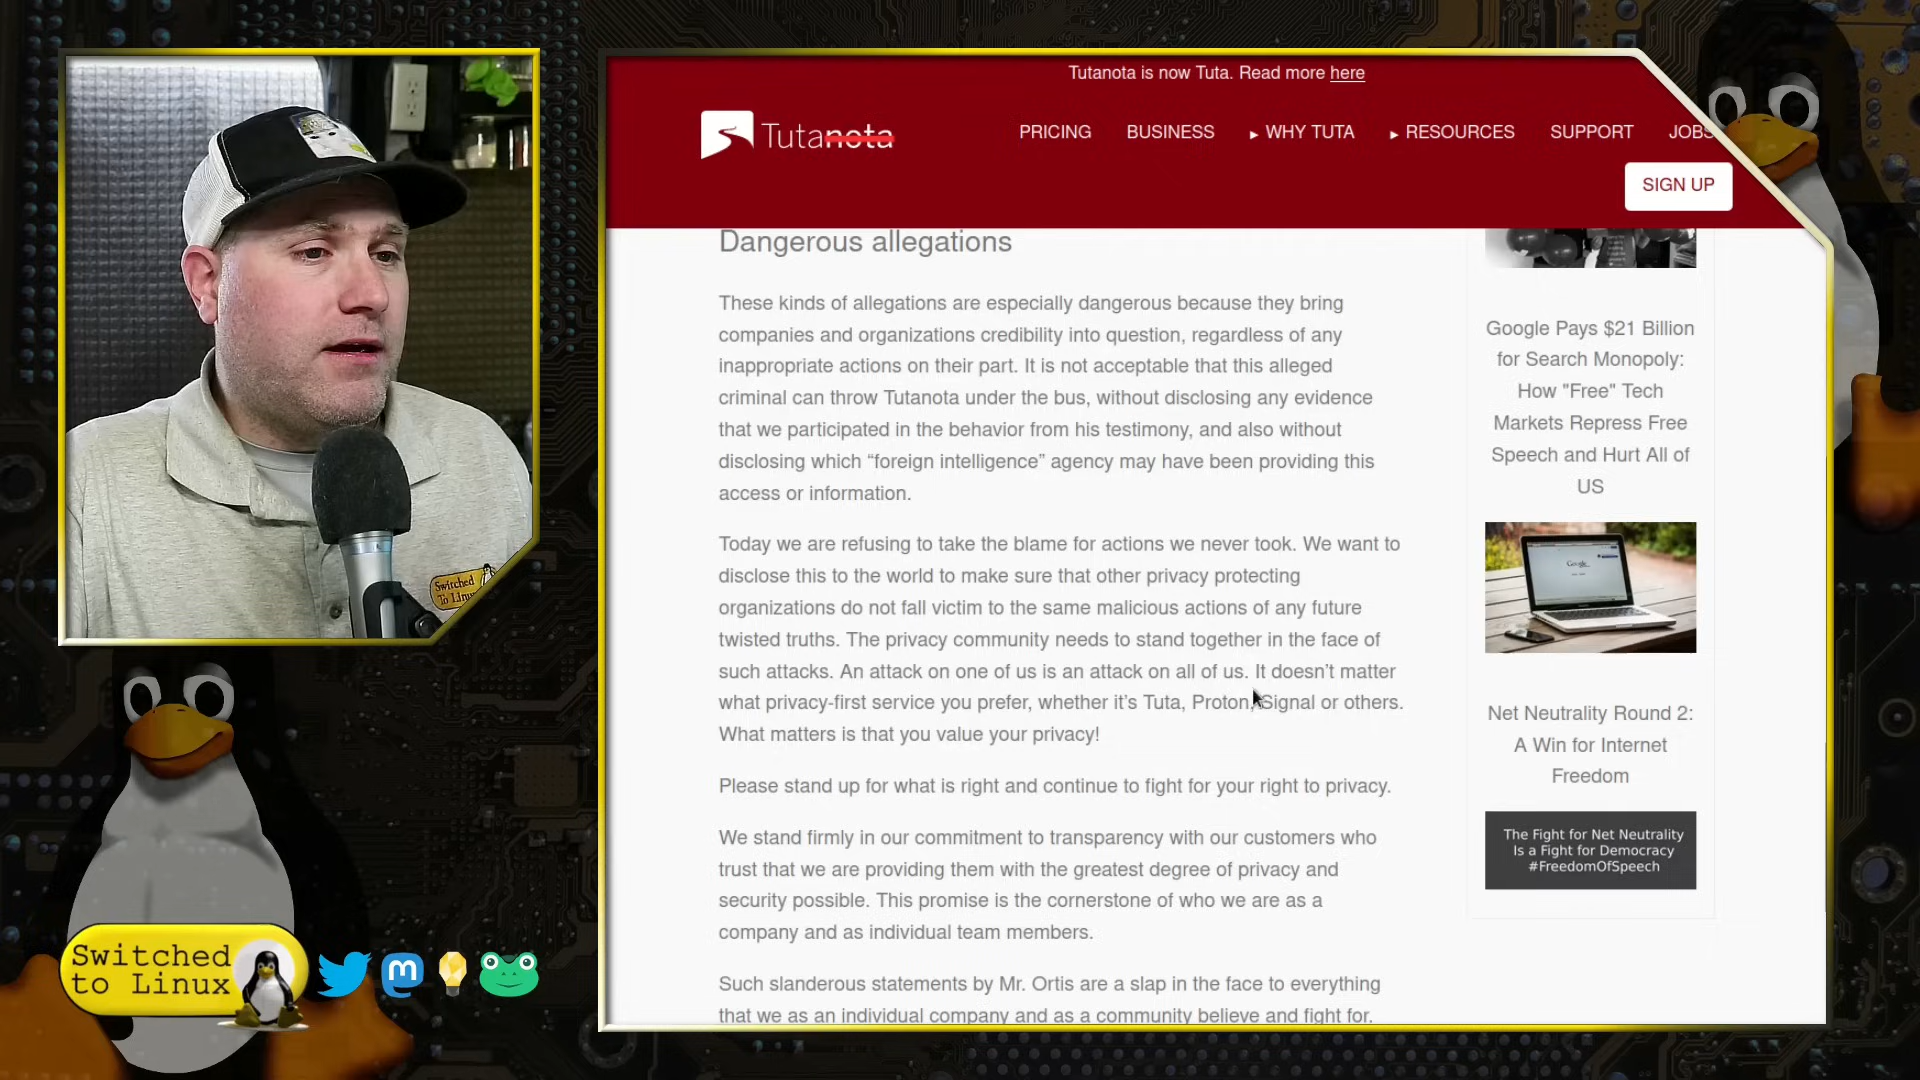 Tutanota is now Tuta. Read more here
Tutanota
PRICING BUSINESS ▸ WHY TUTA ▸ RESOURCES SUPPORT JOBS
SIGN UP
Dangerous allegations
These kinds of allegations are especially dangerous because they bring
companies and organizations credibility into question, regardless of any
inappropriate actions on their part. It is not acceptable that this alleged
criminal can throw Tutanota under the bus, without disclosing any evidence
that we participated in the behavior from his testimony, and also without
disclosing which “foreign intelligence” agency may have been providing this
access or information.
Today we are refusing to take the blame for actions we never took. We want to
disclose this to the world to make sure that other privacy protecting
organizations do not fall victim to the same malicious actions of any future
twisted truths. The privacy community needs to stand together in the face of
such attacks. An attack on one of us is an attack on all of us. It doesn’t matter
what privacy-first service you prefer, whether it’s Tuta, Proton, Signal or others.
What matters is that you value your privacy!
Please stand up for what is right and continue to fight for your right to privacy.
We stand firmly in our commitment to transparency with our customers who
trust that we are providing them with the greatest degree of privacy and
security possible. This promise is the cornerstone of who we are as a
company and as individual team members.
Such slanderous statements by Mr. Ortis are a slap in the face to everything
that we as an individual company and as a community believe and fight for.
Google Pays $21 Billion
for Search Monopoly:
How "Free" Tech
Markets Repress Free
Speech and Hurt All of
US
Google
Net Neutrality Round 2:
A Win for Internet
Freedom
The Fight for Net Neutrality
Is a Fight for Democracy
#FreedomOfSpeech
Switched
To Linux
Switched
to Linux